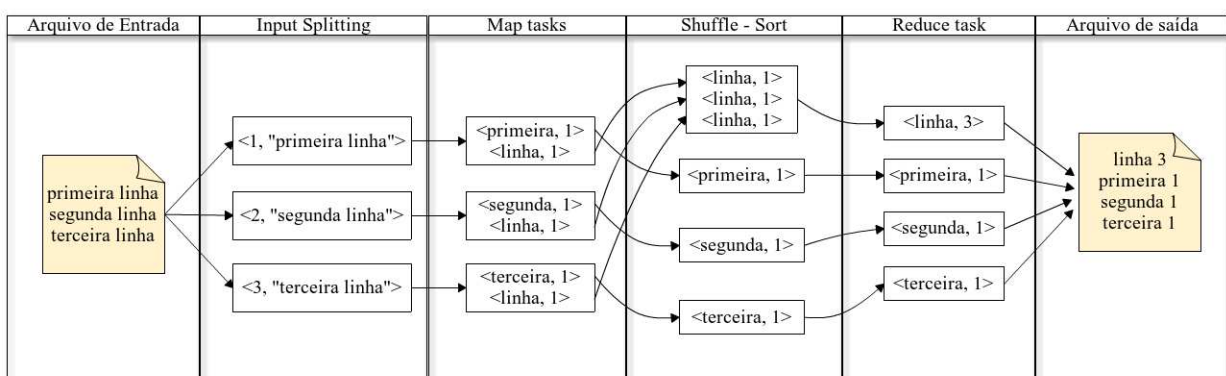 Arquivo de Entrada
Input Splitting
Map tasks
Shuffle - Sort
Reduce task
Arquivo de saída
primeira linha
segunda linha
terceira linha
<1, "primeira linha">
<2, "segunda linha">
<3, "terceira linha">
<primeira, 1>
<linha, 1>
<segunda, 1>
<linha, 1>
<terceira, 1>
<linha, 1>
<linha, 1>
<linha, 1>
<linha, 1>
<primeira, 1>
<segunda, 1>
<terceira, 1>
<linha, 3>
<primeira, 1>
<segunda, 1>
<terceira, 1>
linha 3
primeira 1
segunda 1
terceira 1